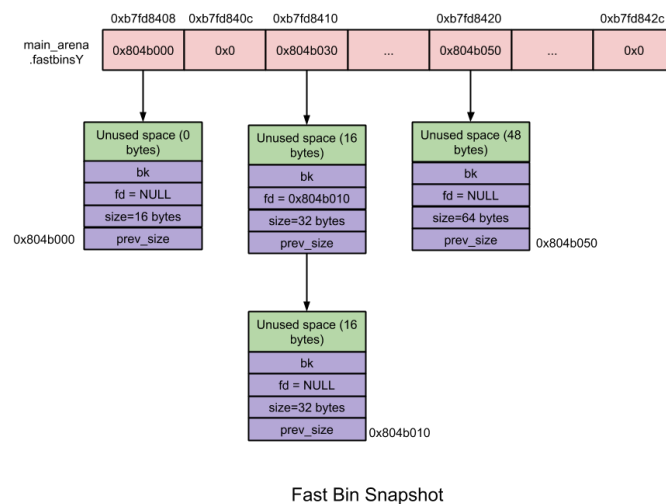 0xb7fd8408 0xb7fd840c 0xb7fd8410 0xb7fd8420 0xb7fd842c
main_arena
.fastbinsY
0x804b000 0x0 0x804b030 ... 0x804b050 ... 0x0
Unused space (0
bytes)
bk
fd = NULL
size=16 bytes
prev_size
0x804b000
Unused space (16
bytes)
bk
fd = 0x804b010
size=32 bytes
prev_size
Unused space (48
bytes)
bk
fd = NULL
size=64 bytes
prev_size
0x804b050
Unused space (16
bytes)
bk
fd = NULL
size=32 bytes
prev_size
0x804b010
Fast Bin Snapshot